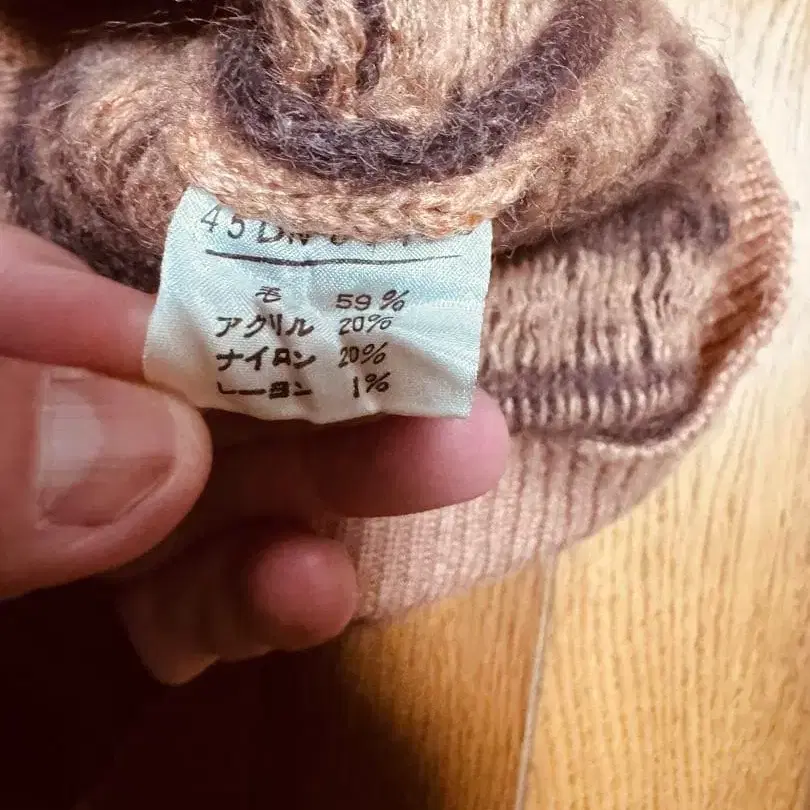 毛 59%
アクリル 20%
ナイロン 20%
レーヨン 1%